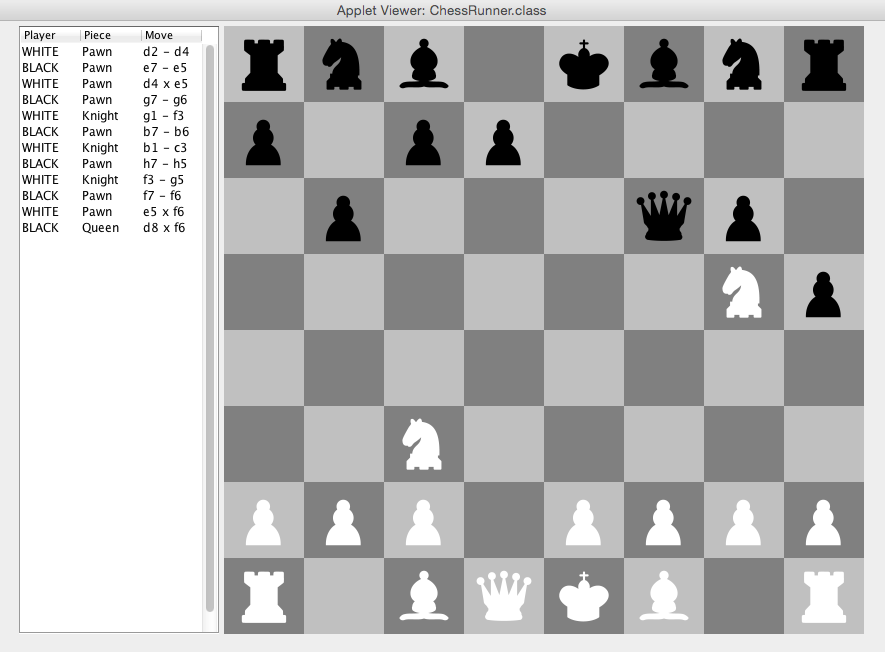 Applet Viewer: ChessRunner.class
Player Piece Move
WHITE Pawn d2 - d4
BLACK Pawn e7 - e5
WHITE Pawn d4 x e5
BLACK Pawn g7 - g6
WHITE Knight g1 - f3
BLACK Pawn b7 - b6
WHITE Knight b1 - c3
BLACK Pawn h7 - h5
WHITE Knight f3 - g5
BLACK Pawn f7 - f6
WHITE Pawn e5 x f6
BLACK Queen d8 x f6